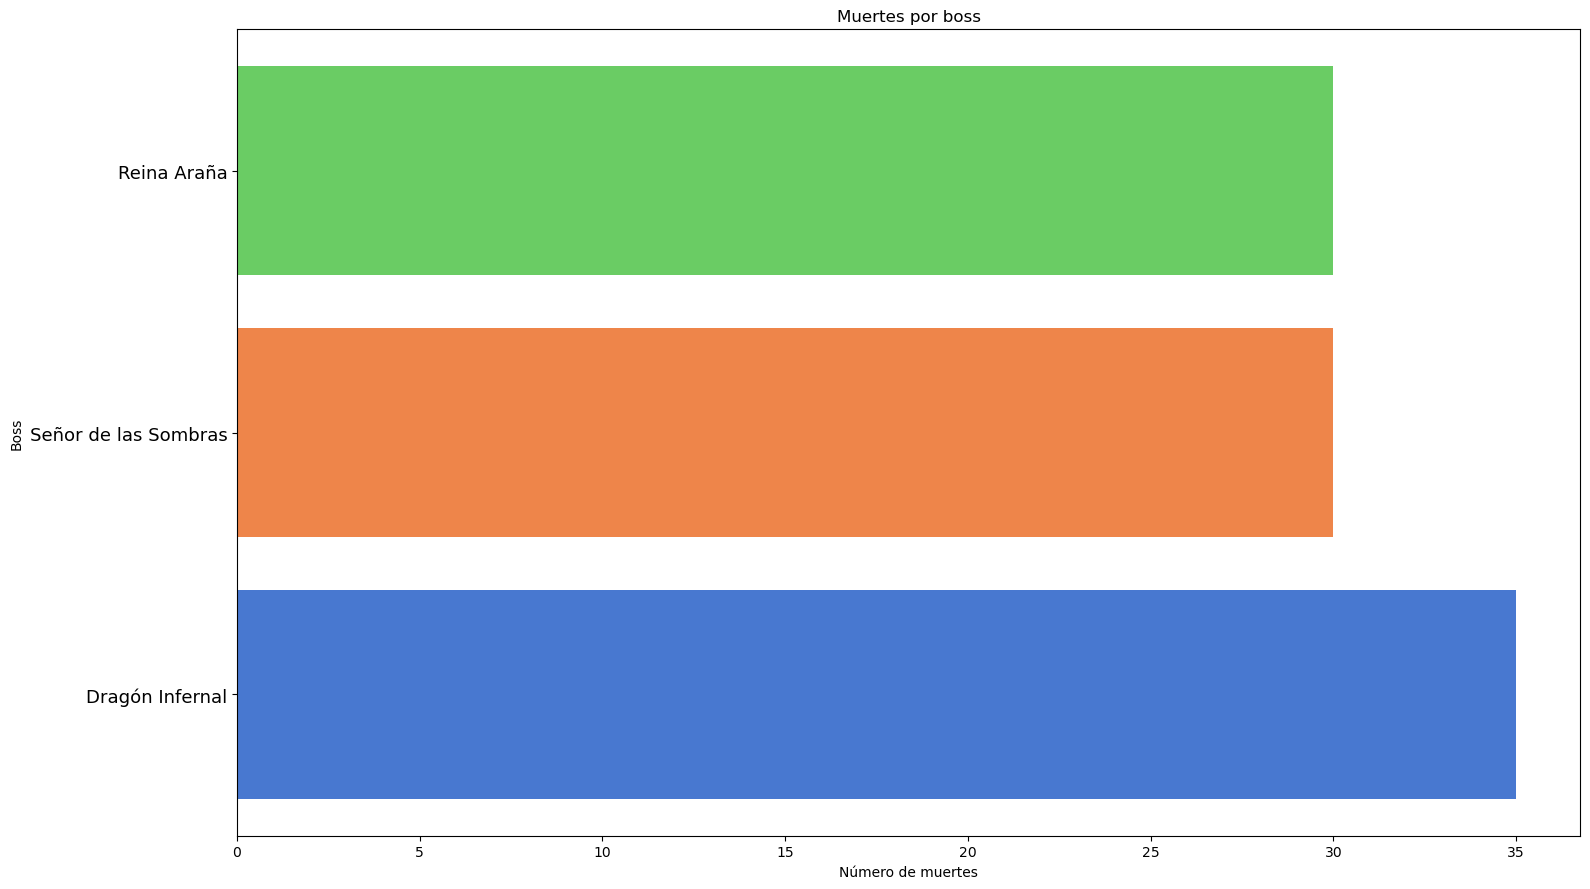 Muertes por boss
Reina Araña
Señor de las Sombras
Dragón Infernal
Boss
0 5 10 15 20 25 30 35
Número de muertes